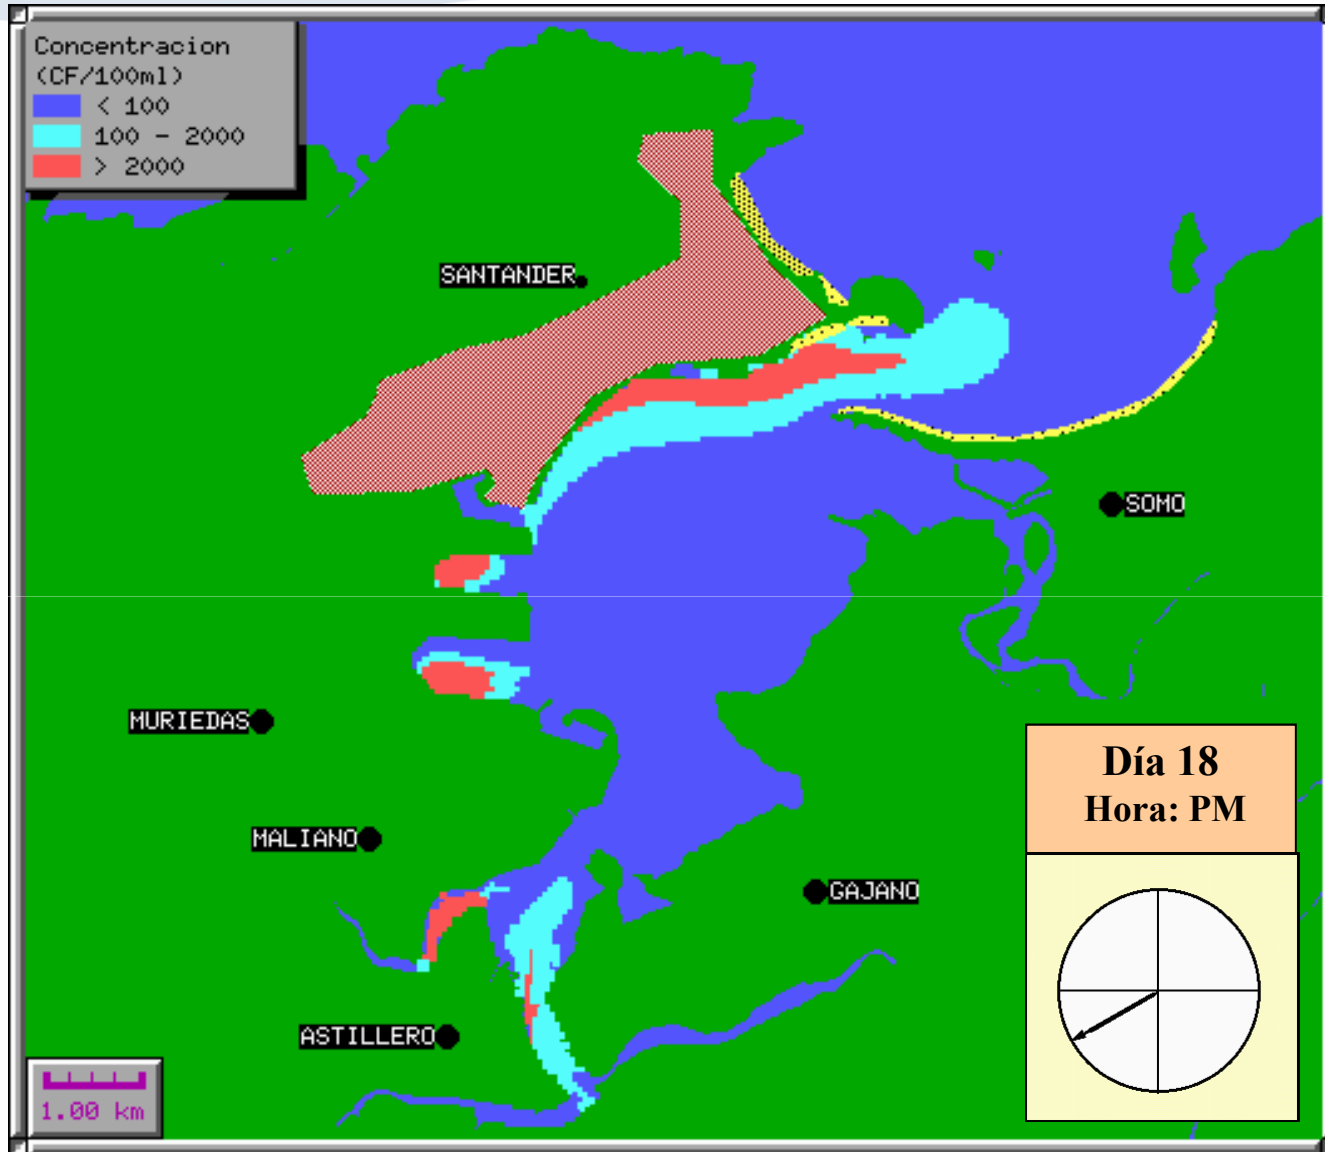 Concentracion
(CF/100ml)
< 100
100 - 2000
> 2000
SANTANDER
SOMO
MURIEDAS
Día 18
Hora: PM
MALIANO
GAJANO
ASTILLERO
1.00 km